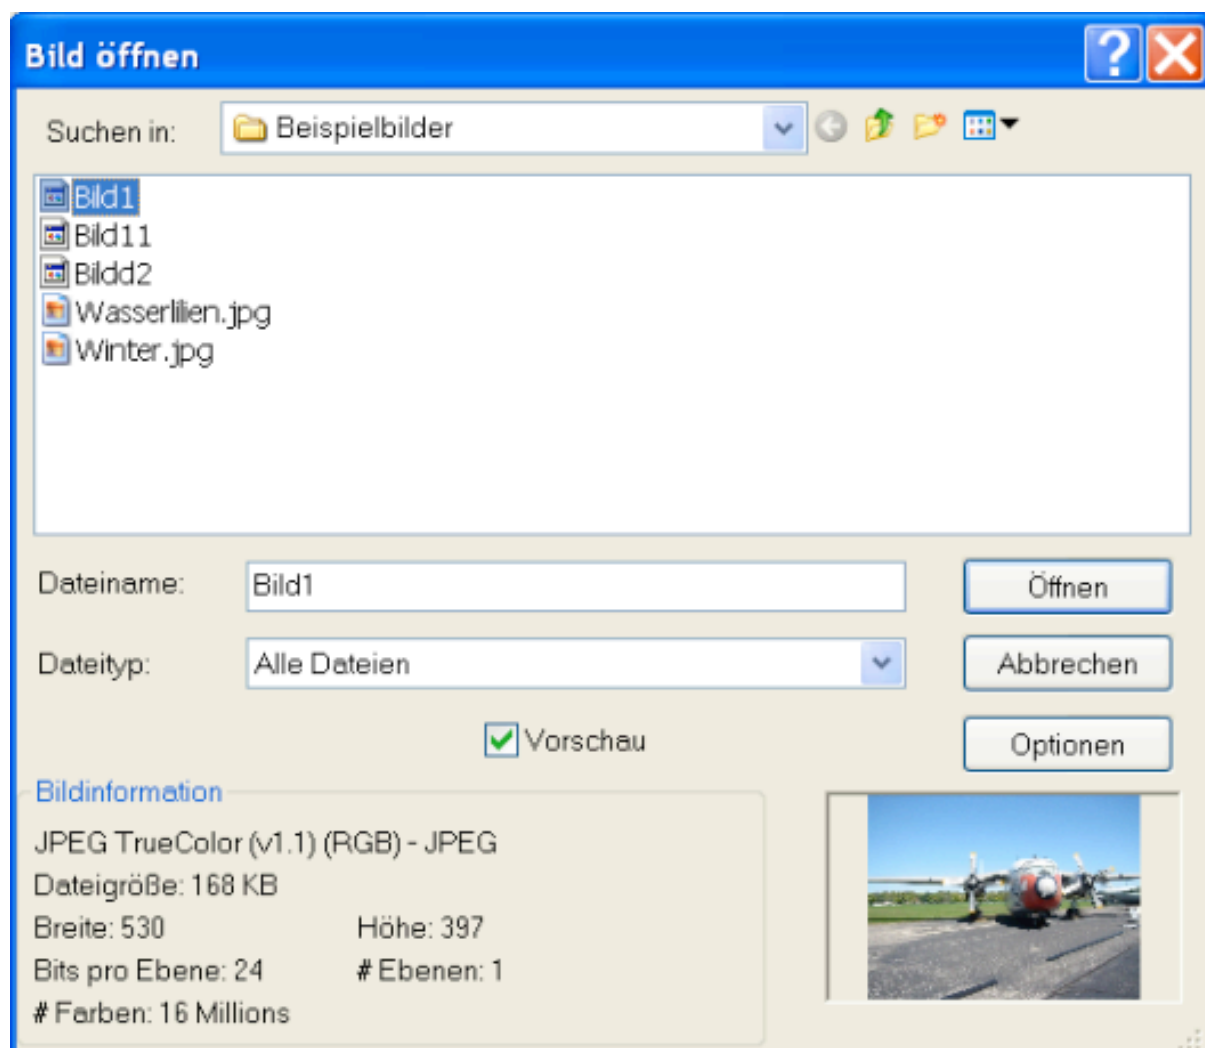 Bild öffnen
Suchen in: Beispielbilder
Bild1
Bild11
Bildd2
Wasserlilien.jpg
Winter.jpg
Dateiname: Bild1 Öffnen
Dateityp: Alle Dateien Abbrechen
Vorschau Optionen
Bildinformation
JPEG TrueColor (v1.1) (RGB) - JPEG
Dateigröße: 168 KB
Breite: 530 Höhe: 397
Bits pro Ebene: 24 # Ebenen: 1
# Farben: 16 Millions